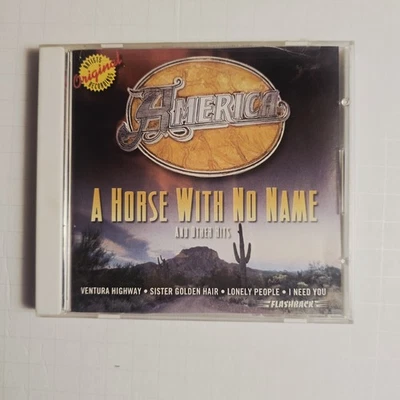 Original
AMERICA
A HORSE WITH NO NAME
AND OTHER HITS
VENTURA HIGHWAY • SISTER GOLDEN HAIR • LONELY PEOPLE • I NEED YOU
FLASHBACK